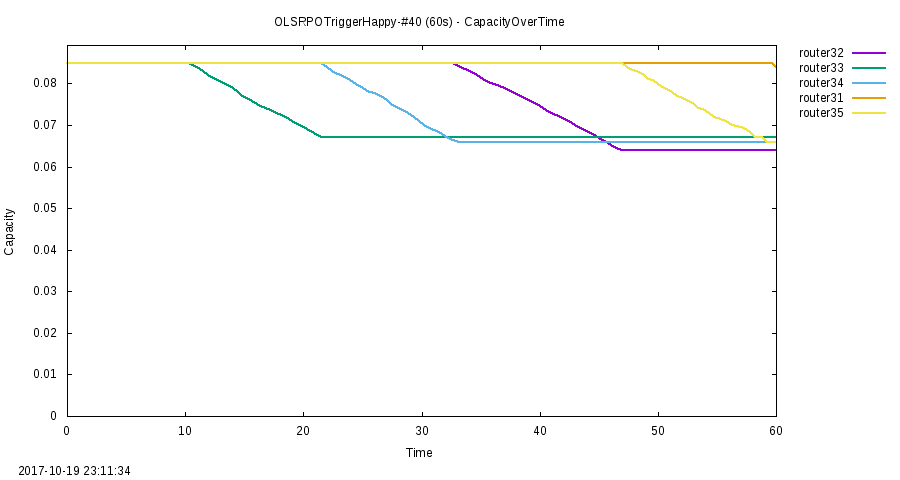 OLSRPOTriggerHappy-#40 (60s) - CapacityOverTime
router32
router33
router34
router31
router35
0.08
0.07
0.06
0.05
0.04
0.03
0.02
0.01
0
Capacity
0 10 20 30 40 50 60
Time
2017-10-19 23:11:34